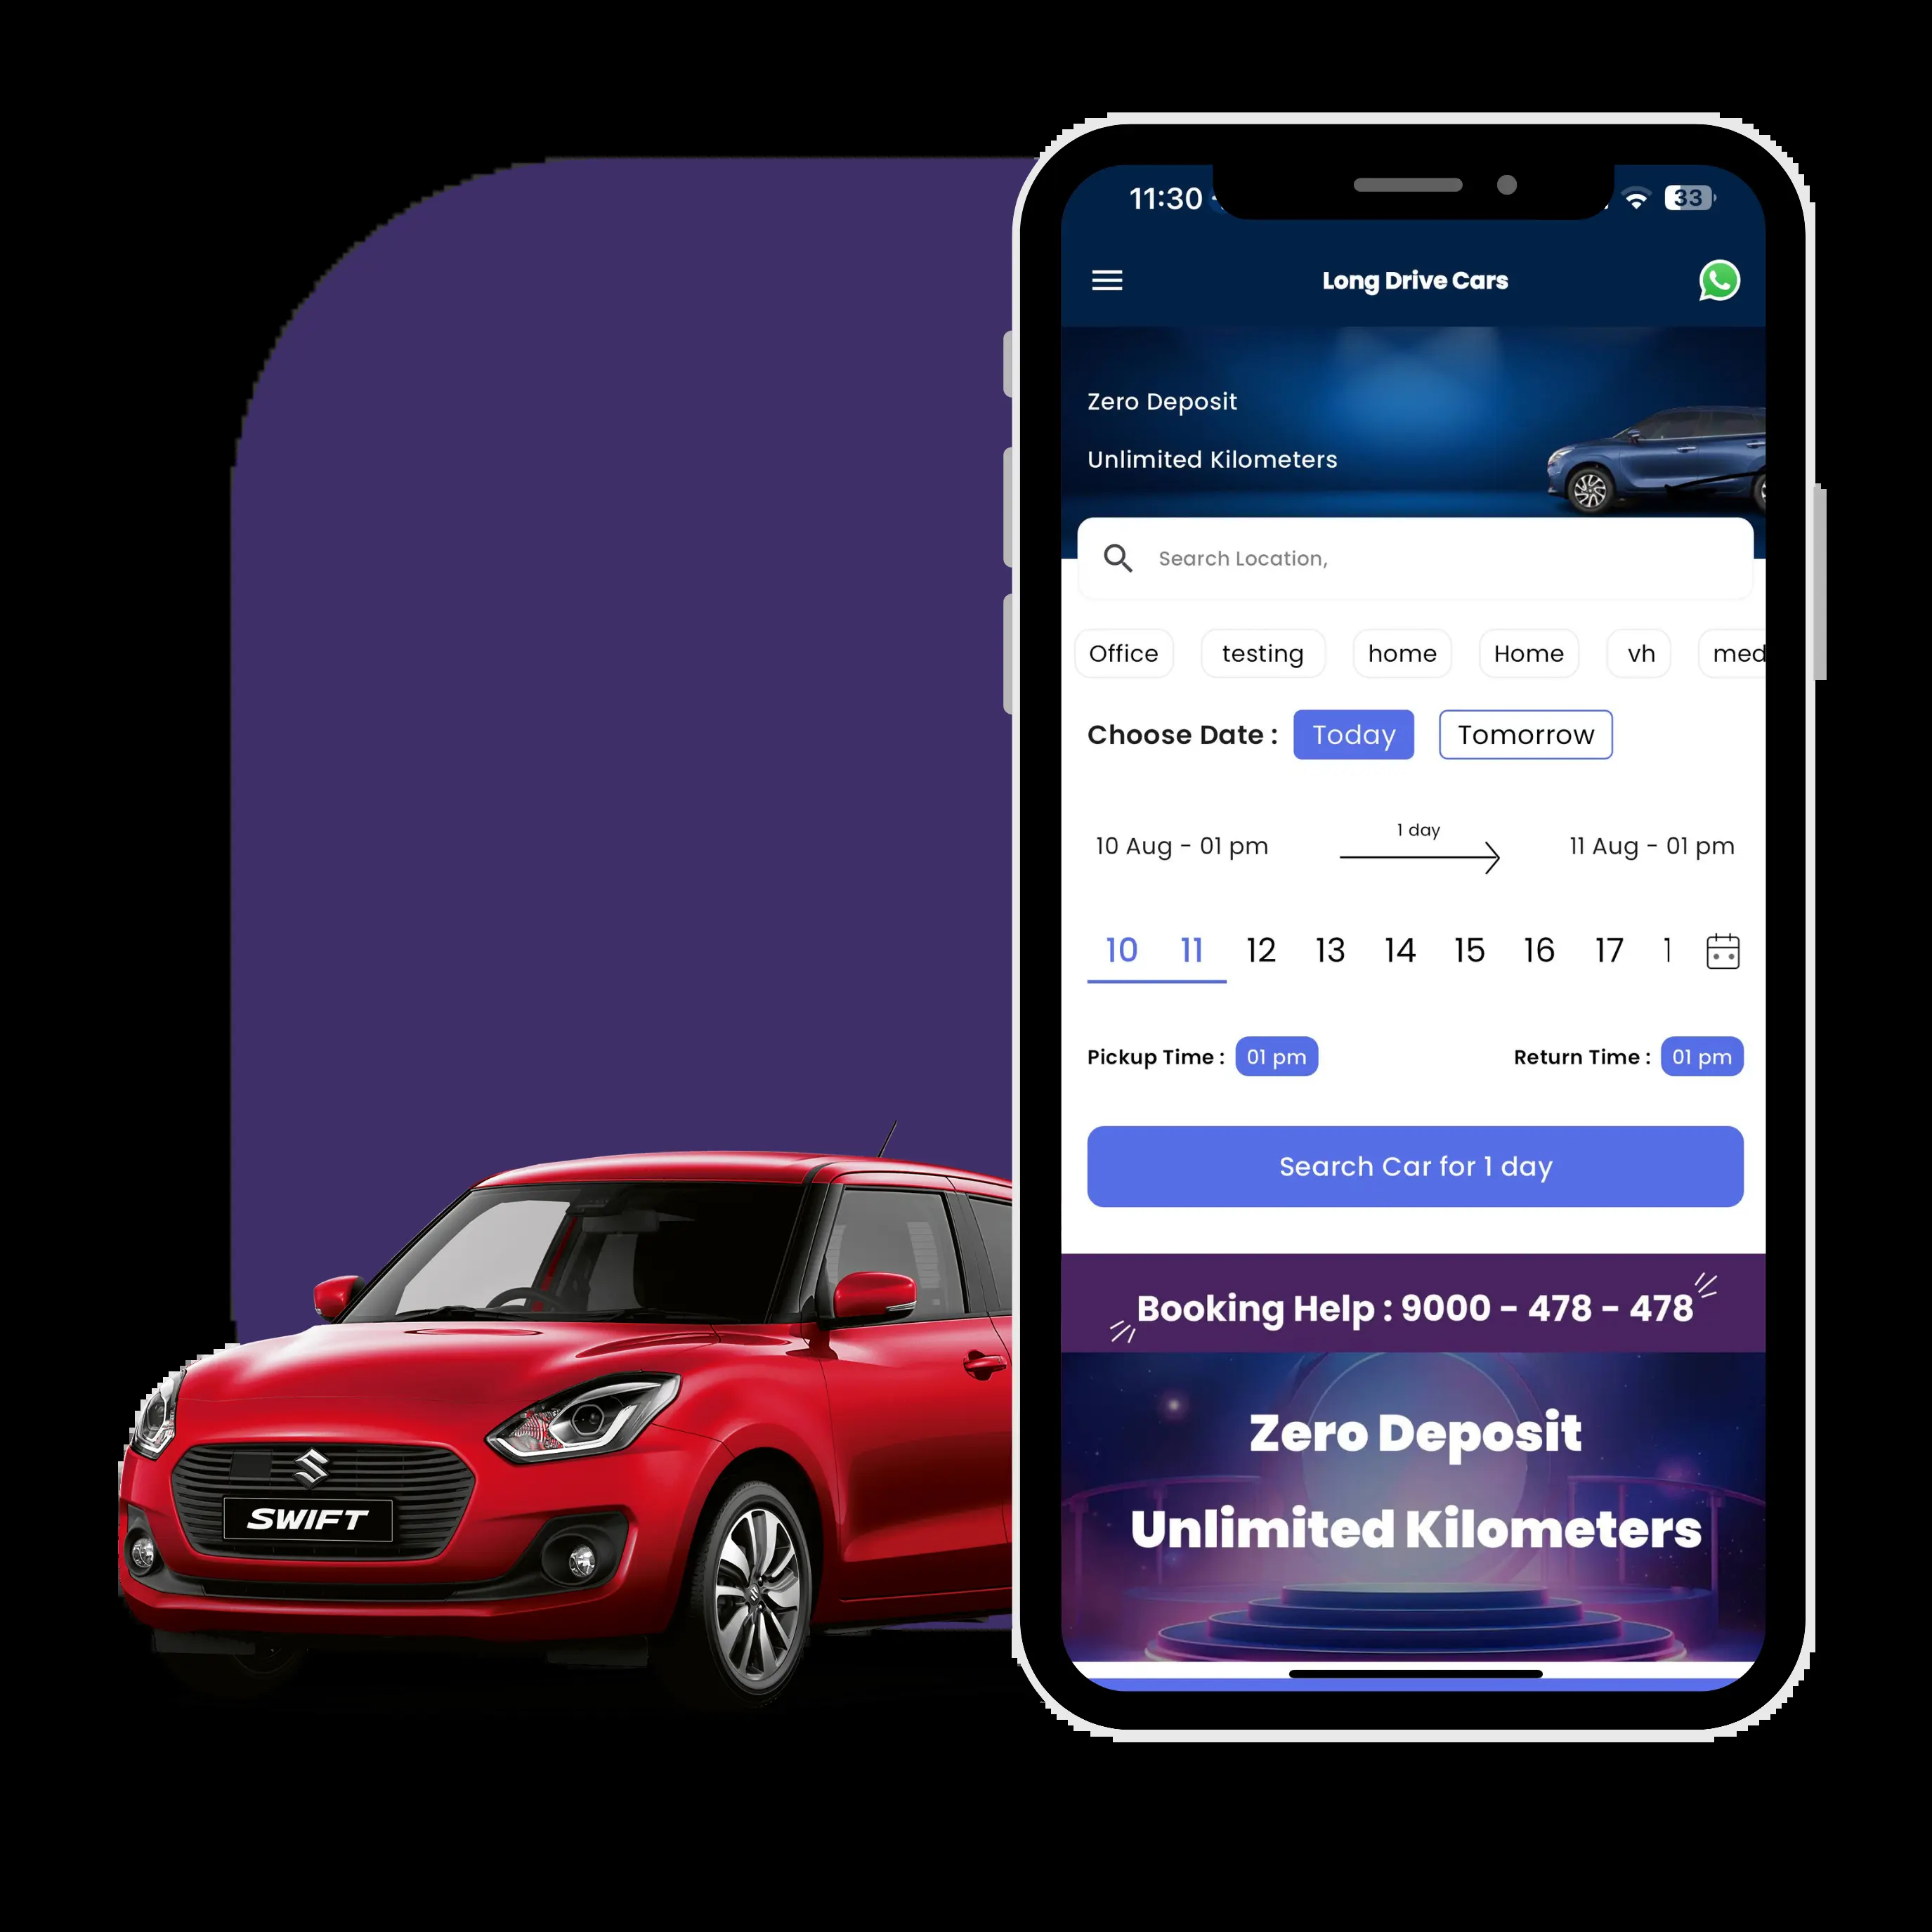 11:30
33
Long Drive Cars
Zero Deposit
Unlimited Kilometers
Search Location,
Office testing home Home vh med
Choose Date : Today Tomorrow
1 day
10 Aug - 01 pm 11 Aug - 01 pm
10 11 12 13 14 15 16 17 1
Pickup Time : 01 pm Return Time : 01 pm
Search Car for 1 day
Booking Help : 9000 - 478 - 478
Zero Deposit
Unlimited Kilometers
SWIFT